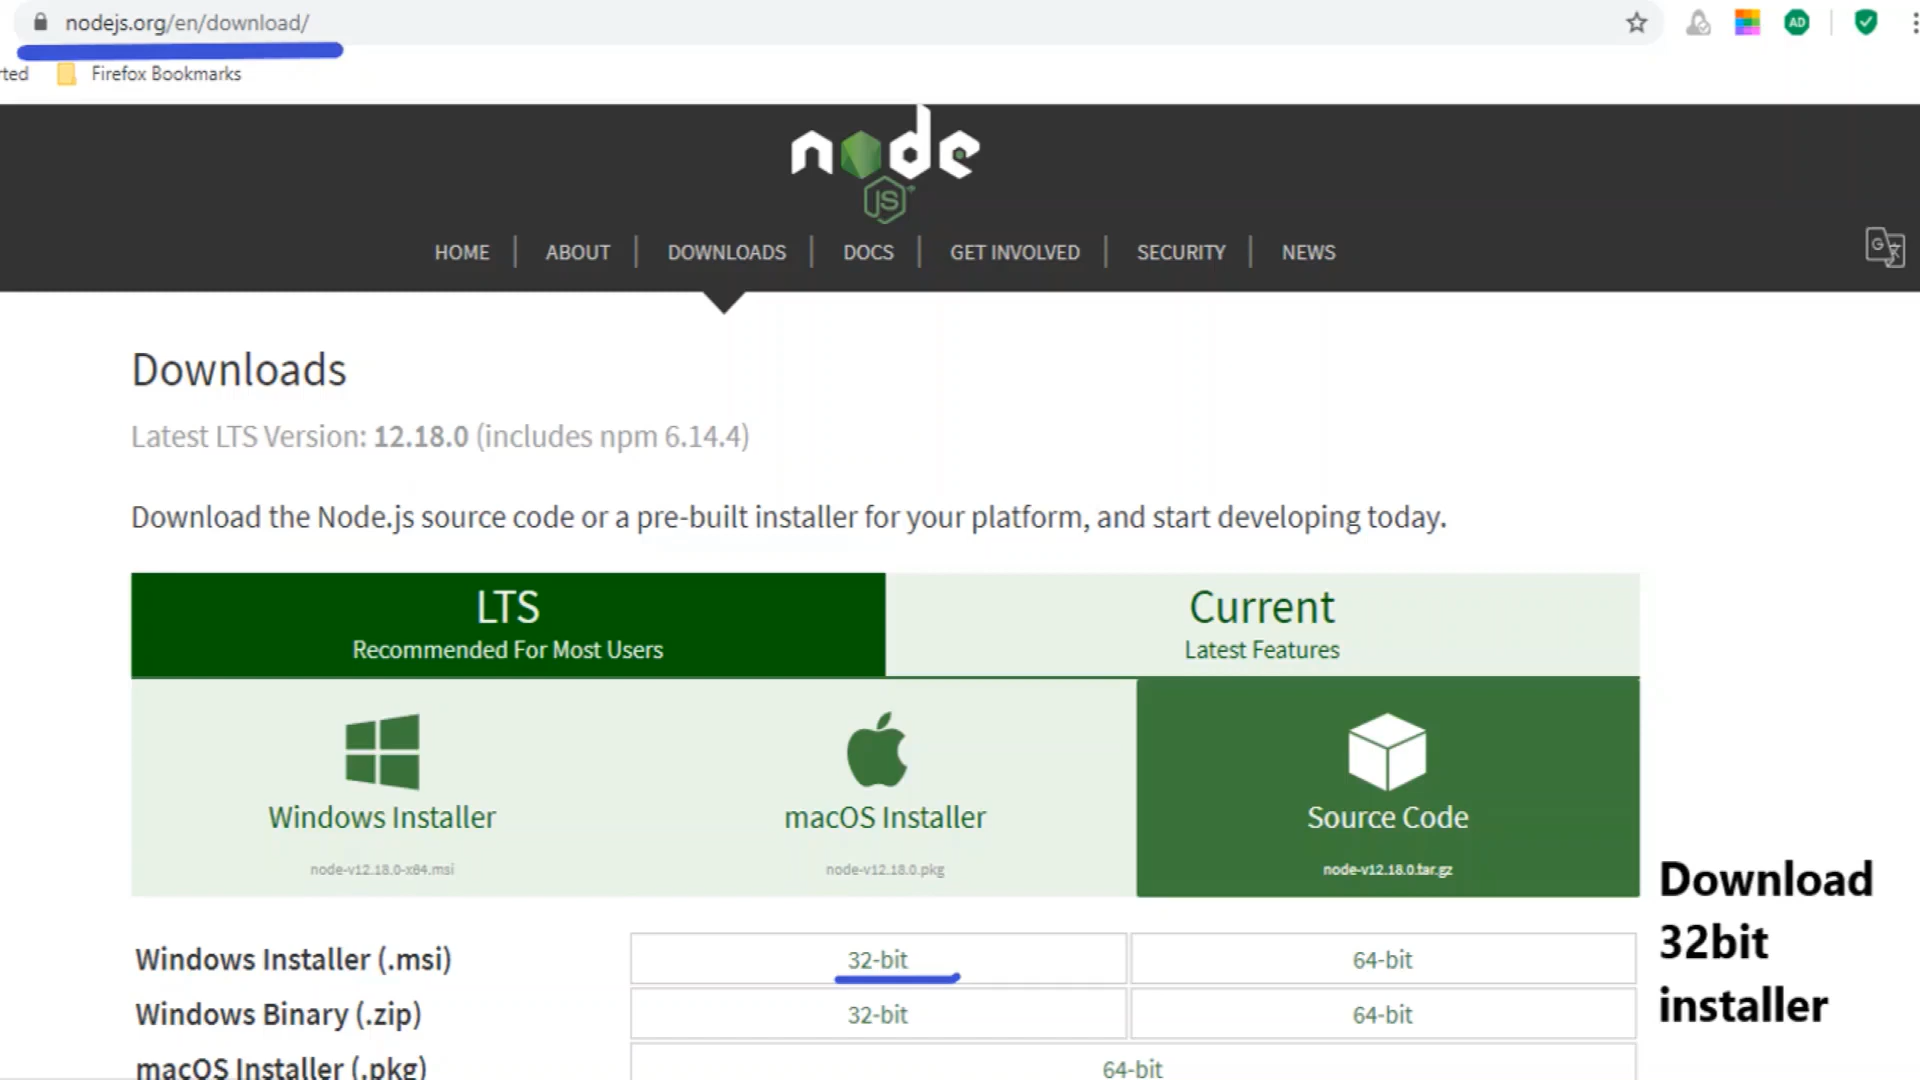 nodejs.org/en/download/
rted Firefox Bookmarks
AD
node
JS
HOME ABOUT DOWNLOADS DOCS GET INVOLVED SECURITY NEWS
G
Downloads
Latest LTS Version: 12.18.0 (includes npm 6.14.4)
Download the Node.js source code or a pre-built installer for your platform, and start developing today.
LTS
Recommended For Most Users
Current
Latest Features
Windows Installer
node-v12.18.0-x64.msi
macOS Installer
node-v12.18.0.pkg
Source Code
node-v12.18.0.tar.gz
Download
32bit
installer
Windows Installer (.msi) 32-bit 64-bit
Windows Binary (.zip) 32-bit 64-bit
macOS Installer (.pkg) 64-bit